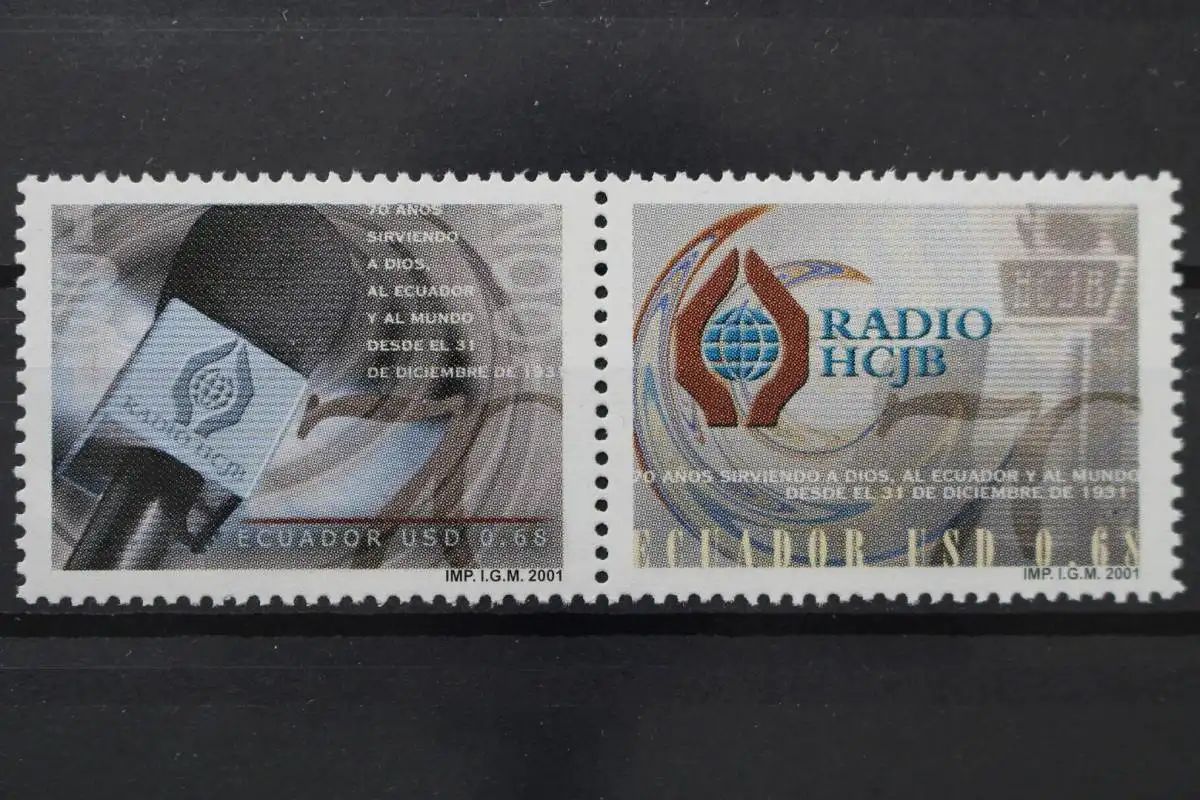 70 AÑOS
SIRVIENDO
A DIOS,
AL ECUADOR
Y AL MUNDO
DESDE EL 31
DE DICIEMBRE DE 1931
RADIO HCJB
ECUADOR USD 0.68
IMP. I.G.M. 2001
HCJB
RADIO
HCJB
70 AÑOS SIRVIENDO A DIOS, AL ECUADOR Y AL MUNDO
DESDE EL 31 DE DICIEMBRE DE 1931
ECUADOR USD 0.68
IMP. I.G.M. 2001